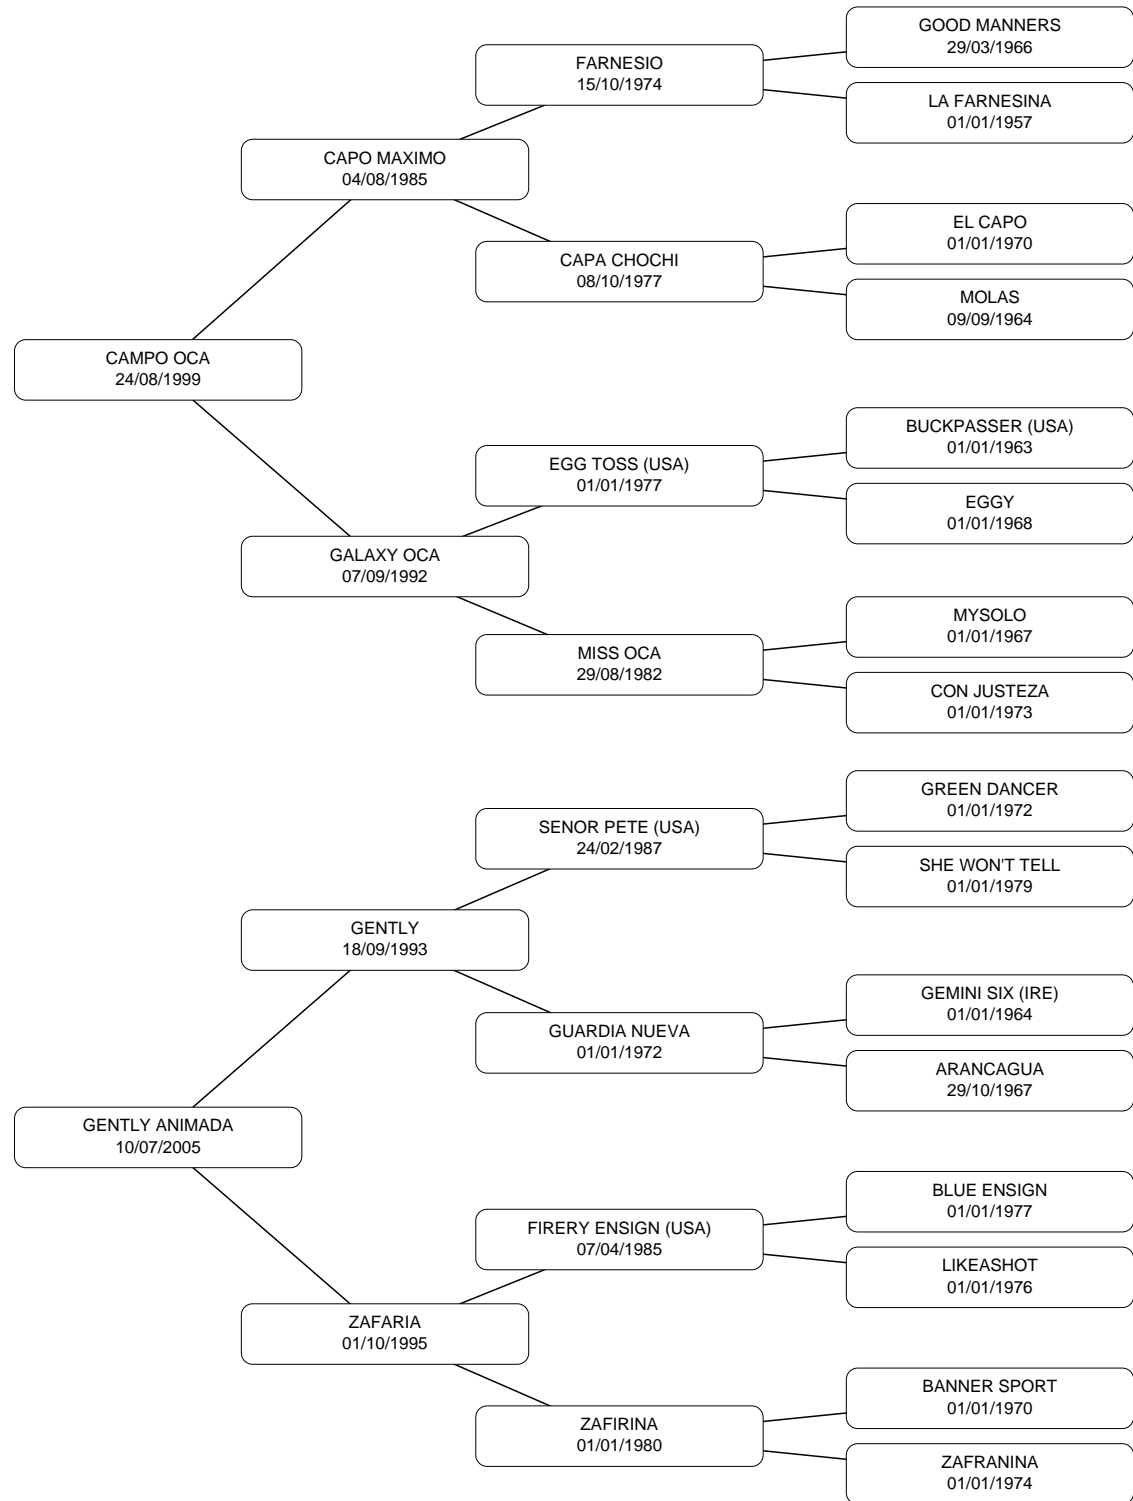 GOOD MANNERS
29/03/1966
FARNESIO
15/10/1974
LA FARNESINA
01/01/1957
CAPO MAXIMO
04/08/1985
EL CAPO
01/01/1970
CAPA CHOCHI
08/10/1977
MOLAS
09/09/1964
CAMPO OCA
24/08/1999
BUCKPASSER (USA)
01/01/1963
EGG TOSS (USA)
01/01/1977
EGGY
01/01/1968
GALAXY OCA
07/09/1992
MYSOLO
01/01/1967
MISS OCA
29/08/1982
CON JUSTEZA
01/01/1973
GREEN DANCER
01/01/1972
SENOR PETE (USA)
24/02/1987
SHE WON'T TELL
01/01/1979
GENTLY
18/09/1993
GEMINI SIX (IRE)
01/01/1964
GUARDIA NUEVA
01/01/1972
ARANCAGUA
29/10/1967
GENTLY ANIMADA
10/07/2005
BLUE ENSIGN
01/01/1977
FIRERY ENSIGN (USA)
07/04/1985
LIKEASHOT
01/01/1976
ZAFARIA
01/10/1995
BANNER SPORT
01/01/1970
ZAFIRINA
01/01/1980
ZAFRANINA
01/01/1974